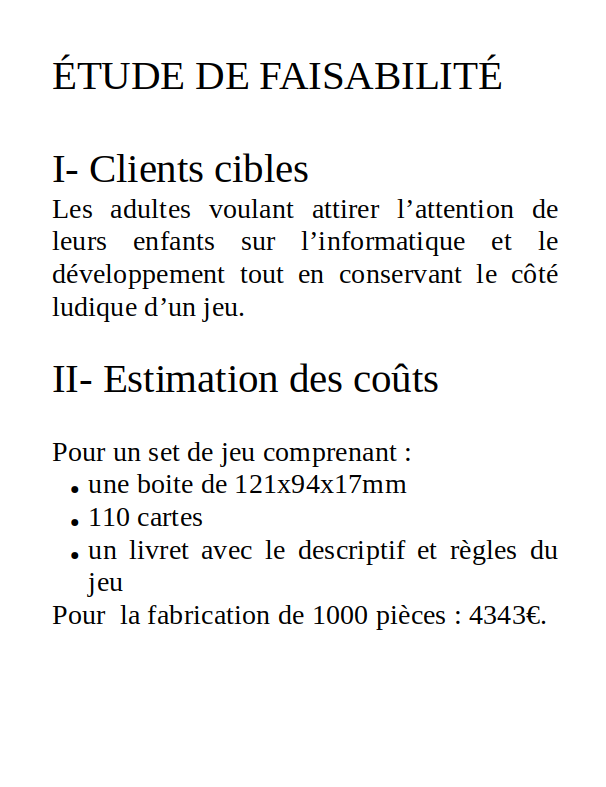 ÉTUDE DE FAISABILITÉ
I- Clients cibles
Les adultes voulant attirer l’attention de
leurs enfants sur l’informatique et le
développement tout en conservant le côté
ludique d’un jeu.
II- Estimation des coûts
Pour un set de jeu comprenant :
• une boite de 121x94x17mm
• 110 cartes
• un livret avec le descriptif et règles du
jeu
Pour  la fabrication de 1000 pièces : 4343€.